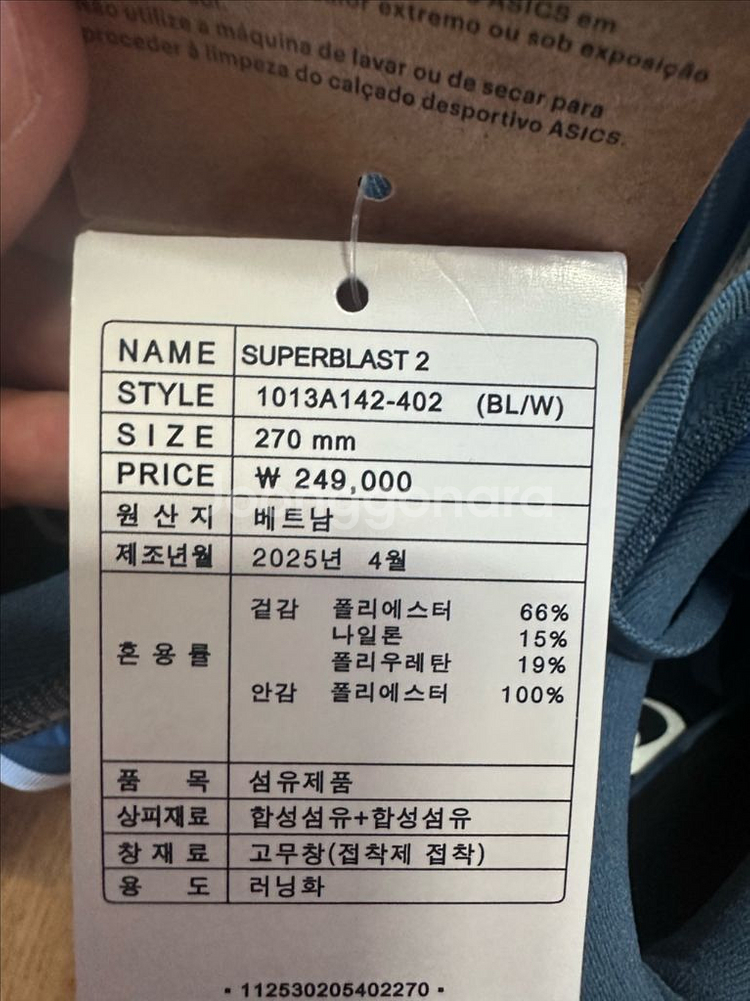 ASICS em
extremo ou sob exposição
Não utilize a máquina de lavar ou de secar para
proceder à limpeza do calçado desportivo ASICS.
NAME SUPERBLAST 2
STYLE 1013A142-402 (BL/W)
SIZE 270 mm
PRICE ₩ 249,000
Joonggonara
원산지 베트남
제조년월 2025년 4월
겉감 폴리에스터 66%
나일론 15%
혼용률 폴리우레탄 19%
안감 폴리에스터 100%
품목 섬유제품
상피재료 합성섬유+합성섬유
창재료 고무창(접착제 접착)
용도 러닝화
• 112530205402270 •